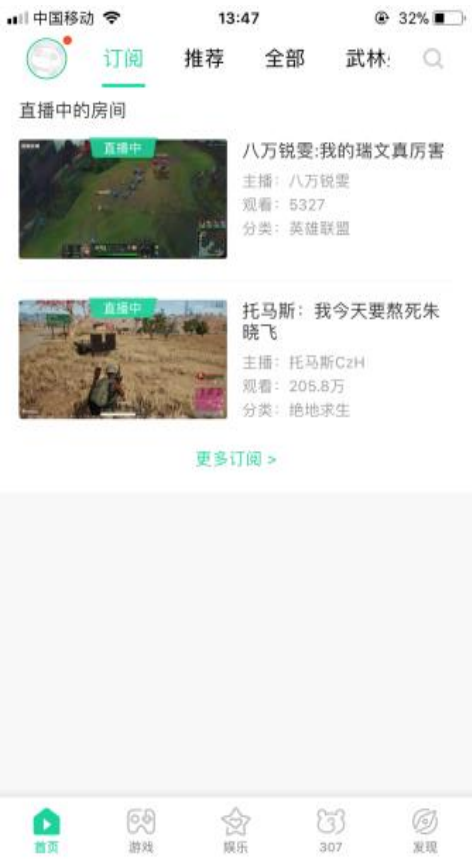 中国移动 13:47 32%
订阅 推荐 全部 武林
直播中的房间
直播中
八万锐雯:我的瑞文真厉害
主播：八万锐雯
观看：5327
分类：英雄联盟
直播中
托马斯：我今天要熬死朱
晓飞
主播：托马斯CzH
观看：205.8万
分类：绝地求生
更多订阅 >
首页 游戏 娱乐 307 发现